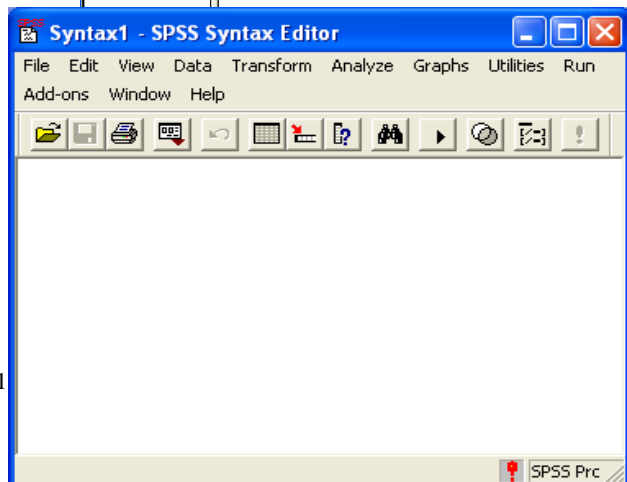 Syntax1 - SPSS Syntax Editor
File Edit View Data Transform Analyze Graphs Utilities Run
Add-ons Window Help
1
SPSS Prc